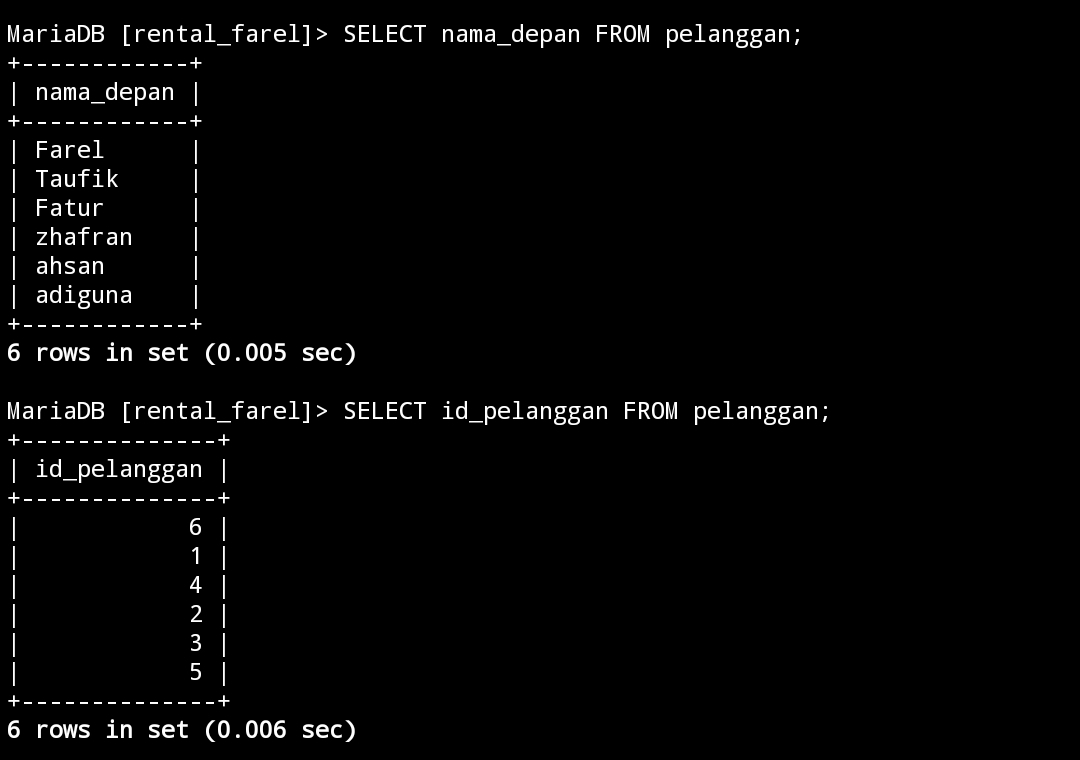 MariaDB [rental_farel]> SELECT nama_depan FROM pelanggan;
+------------+
| nama_depan |
+------------+
| Farel      |
| Taufik     |
| Fatur      |
| zhafran    |
| ahsan      |
| adiguna    |
+------------+
6 rows in set (0.005 sec)
MariaDB [rental_farel]> SELECT id_pelanggan FROM pelanggan;
+--------------+
| id_pelanggan |
+--------------+
|            6 |
|            1 |
|            4 |
|            2 |
|            3 |
|            5 |
+--------------+
6 rows in set (0.006 sec)